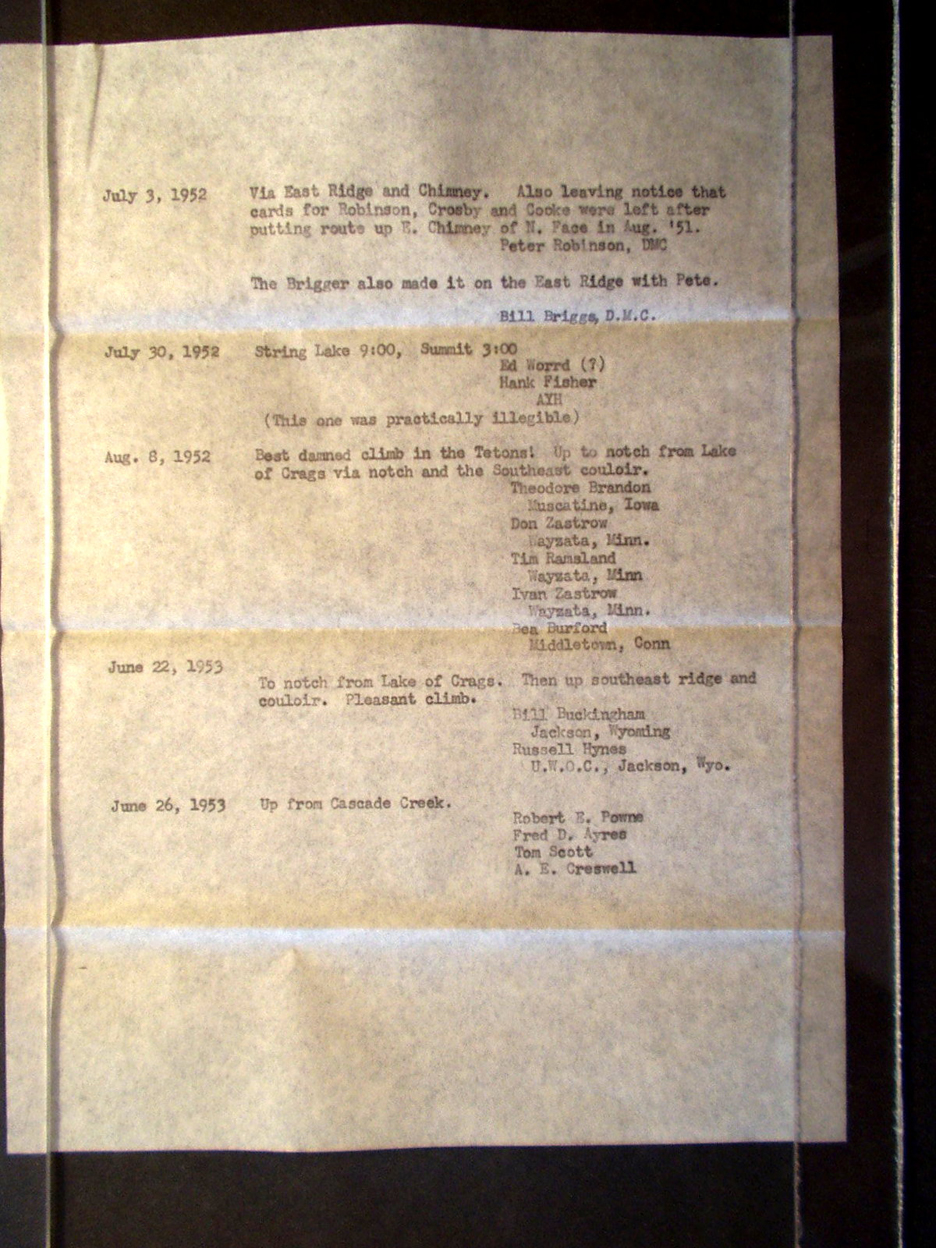 July 3, 1952 Via East Ridge and Chimney. Also leaving notice that
cards for Robinson, Crosby and Cooke were left after
putting route up E. Chimney of N. Face in Aug. '51.
Peter Robinson, DMC
The Brigger also made it on the East Ridge with Pete.
Bill Briggs, D.M.C.
July 30, 1952 String Lake 9:00, Summit 3:00
Ed Worrd (?)
Hank Fisher
AYH
(This one was practically illegible)
Aug. 8, 1952 Best damned climb in the Tetons! Up to notch from Lake
of Crags via notch and the Southeast couloir.
Theodore Brandon
Muscatine, Iowa
Don Zastrow
Wayzata, Minn.
Tim Ramsland
Wayzata, Minn
Ivan Zastrow
Wayzata, Minn.
Bea Burford
Middletown, Conn
June 22, 1953
To notch from Lake of Crags. Then up southeast ridge and
couloir. Pleasant climb.
Bill Buckingham
Jackson, Wyoming
Russell Hynes
U.W.O.C., Jackson, Wyo.
June 26, 1953 Up from Cascade Creek.
Robert E. Powne
Fred D. Ayres
Tom Scott
A. E. Creswell